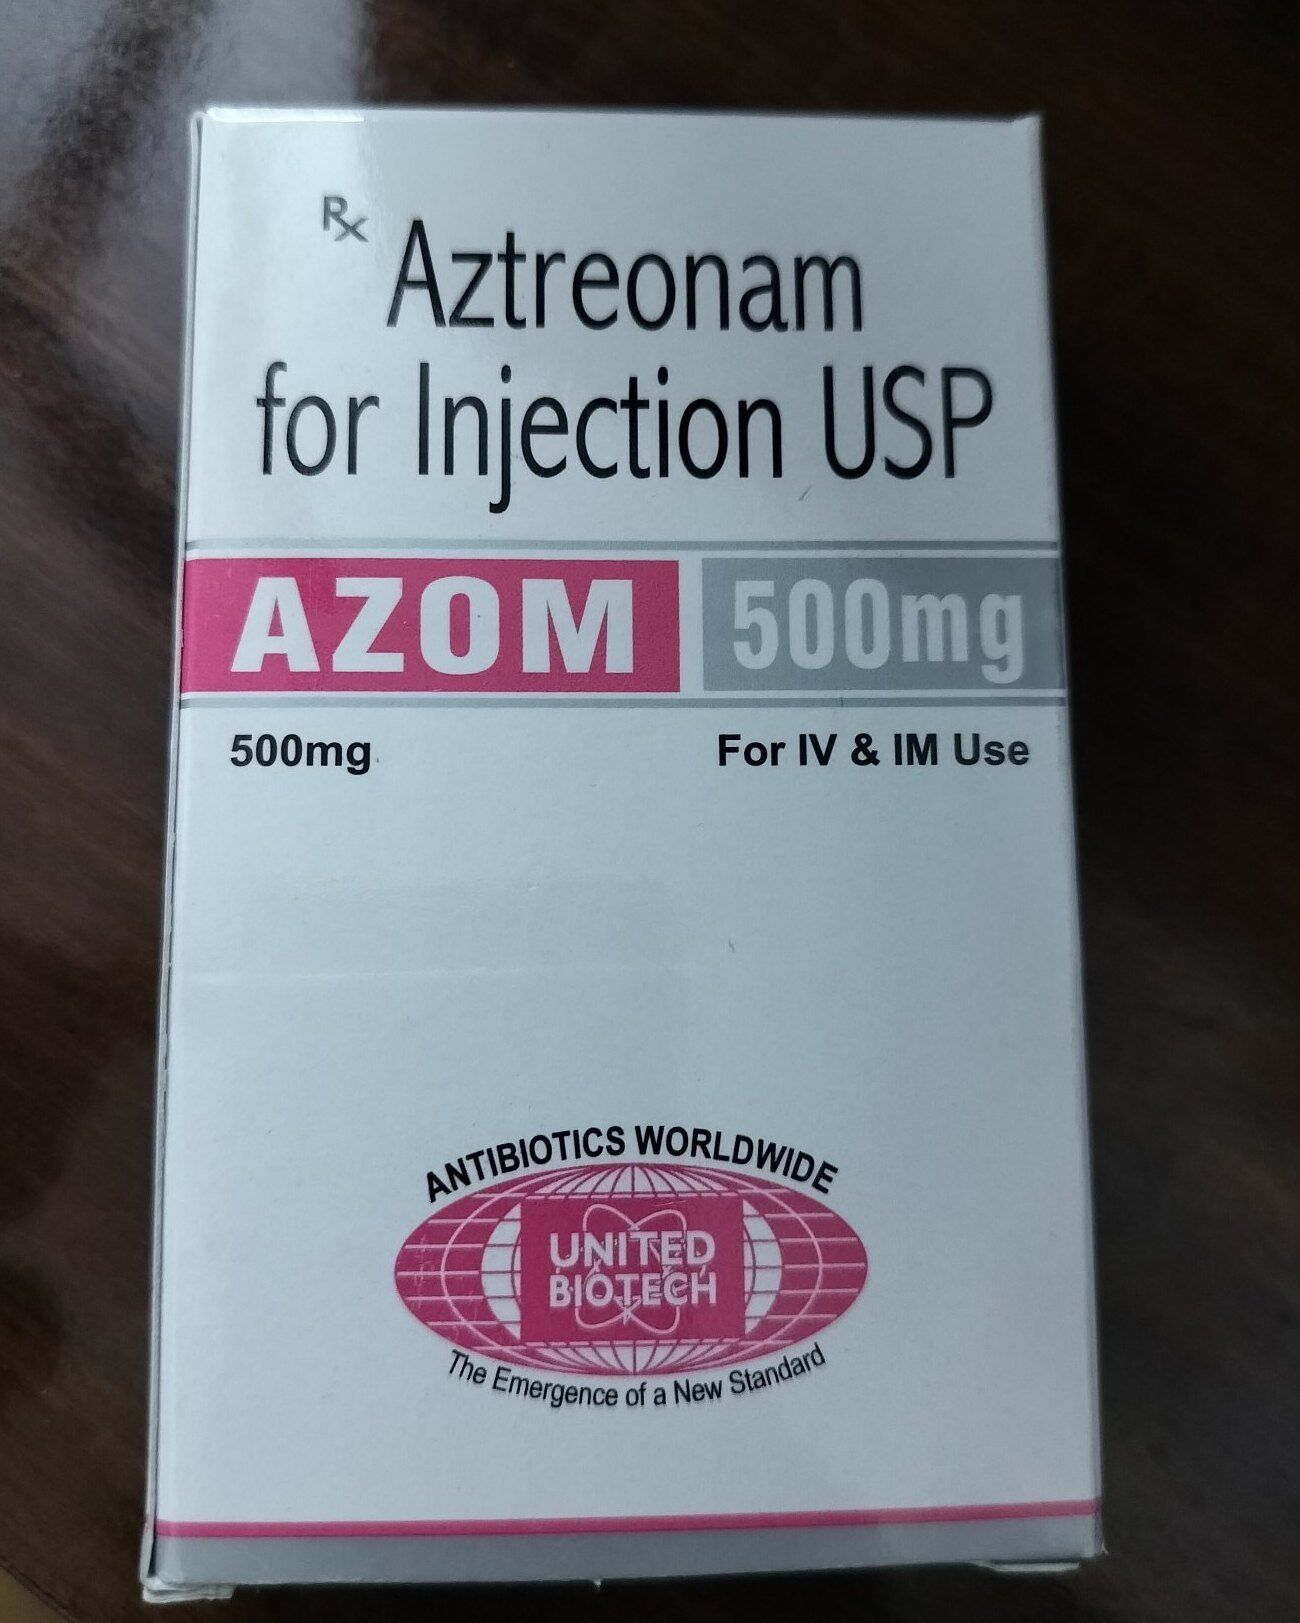 Rx Aztreonam
for Injection USP
AZOM 500mg
500mg For IV & IM Use
ANTIBIOTICS WORLDWIDE
UNITED
BIOTECH
The Emergence of a New Standard